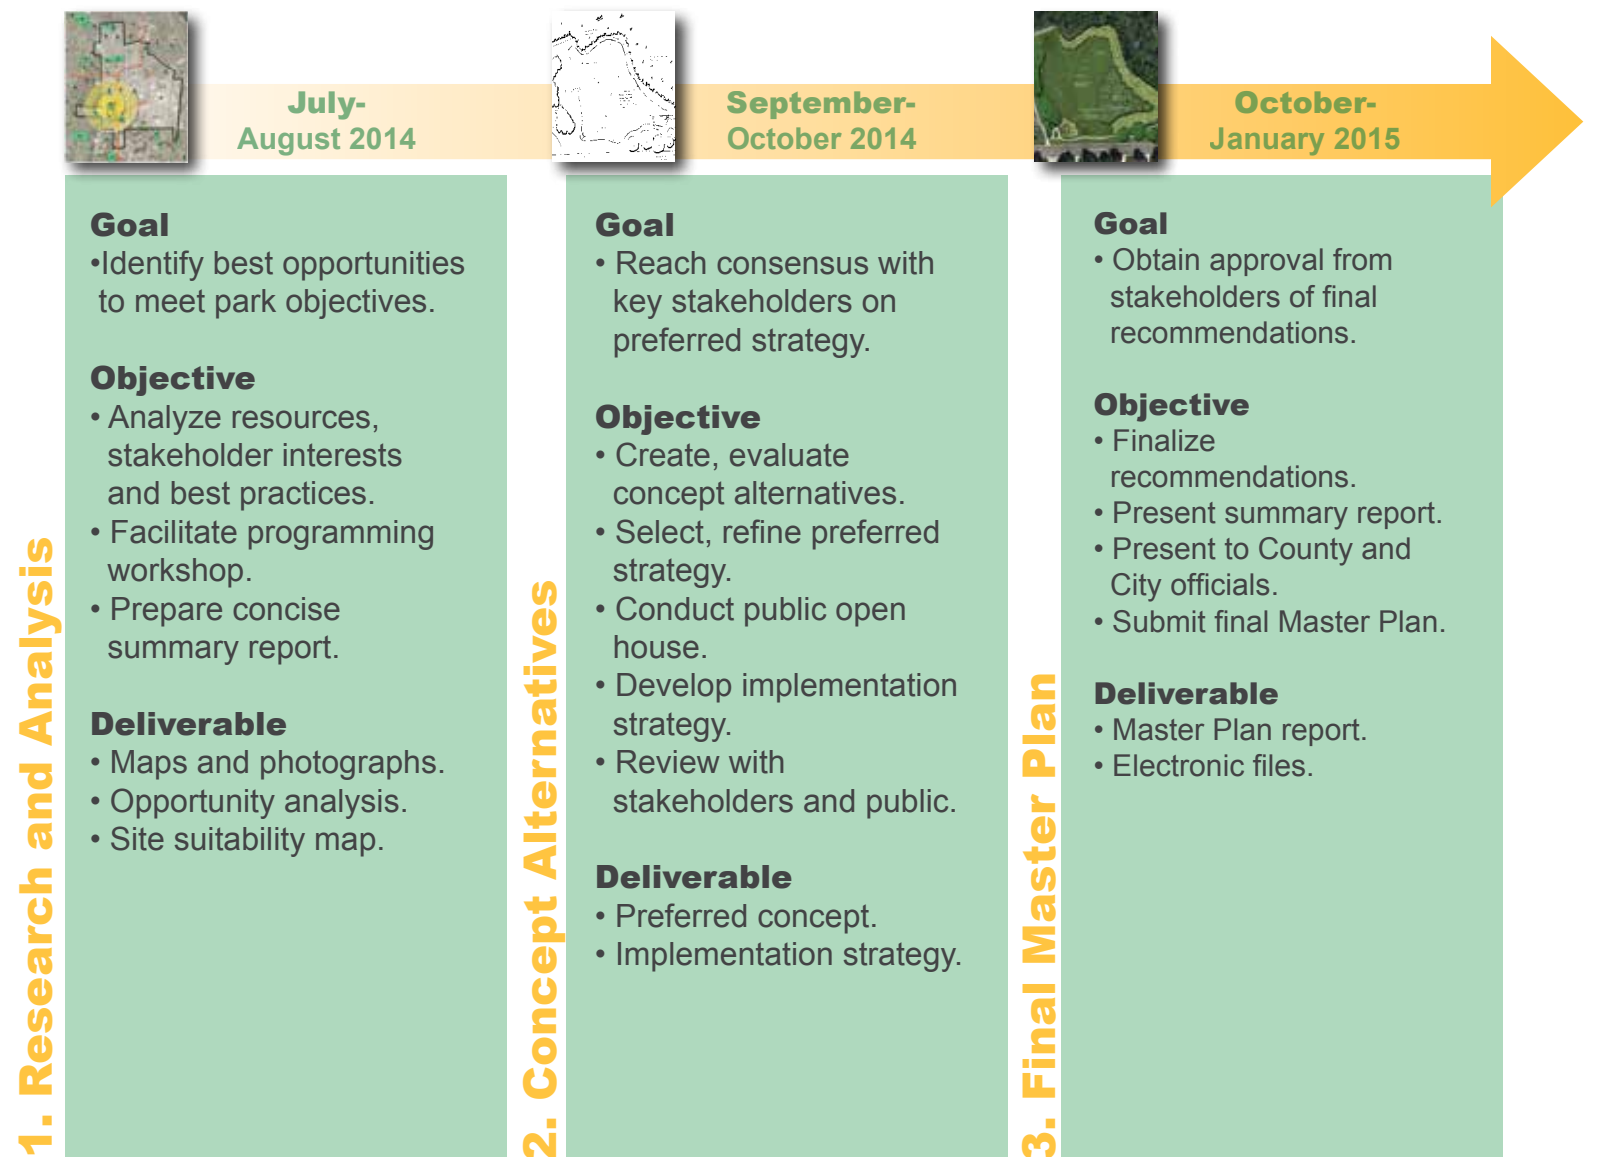 July-
August 2014
September-
October 2014
October-
January 2015
1. Research and Analysis
Goal
•Identify best opportunities
to meet park objectives.
Objective
• Analyze resources,
stakeholder interests
and best practices.
• Facilitate programming
workshop.
• Prepare concise
summary report.
Deliverable
• Maps and photographs.
• Opportunity analysis.
• Site suitability map.
2. Concept Alternatives
Goal
• Reach consensus with
key stakeholders on
preferred strategy.
Objective
• Create, evaluate
concept alternatives.
• Select, refine preferred
strategy.
• Conduct public open
house.
• Develop implementation
strategy.
• Review with
stakeholders and public.
Deliverable
• Preferred concept.
• Implementation strategy.
3. Final Master Plan
Goal
• Obtain approval from
stakeholders of final
recommendations.
Objective
• Finalize
recommendations.
• Present summary report.
• Present to County and
City officials.
• Submit final Master Plan.
Deliverable
• Master Plan report.
• Electronic files.